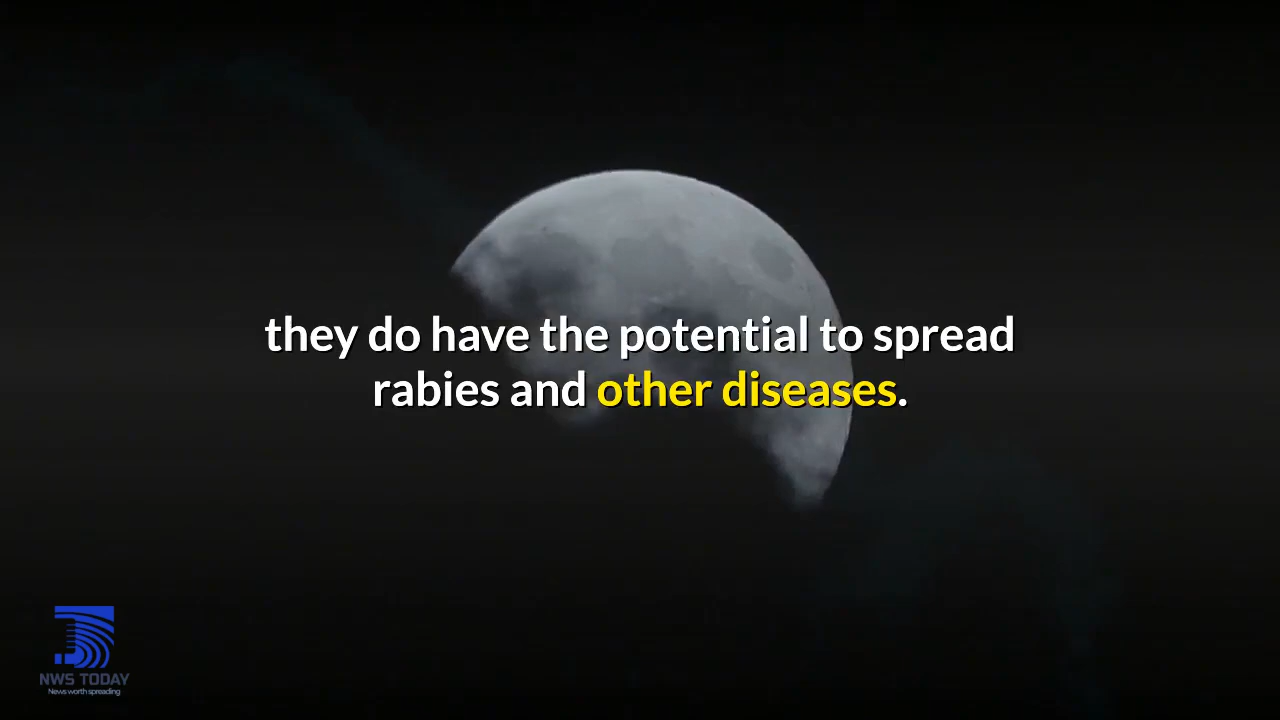 they do have the potential to spread
rabies and other diseases.
NWS TODAY
News worth spreading